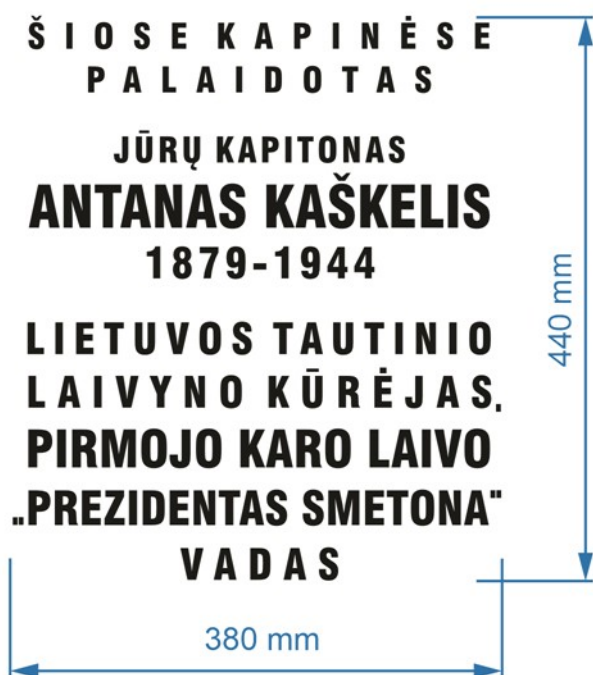 ŠIOSE KAPINĖSE
PALAIDOTAS
JŪRŲ KAPITONAS
ANTANAS KAŠKELIS
1879-1944
LIETUVOS TAUTINIO
LAIVYNO KŪRĖJAS,
PIRMOJO KARO LAIVO
„PREZIDENTAS SMETONA"
VADAS
440 mm
380 mm